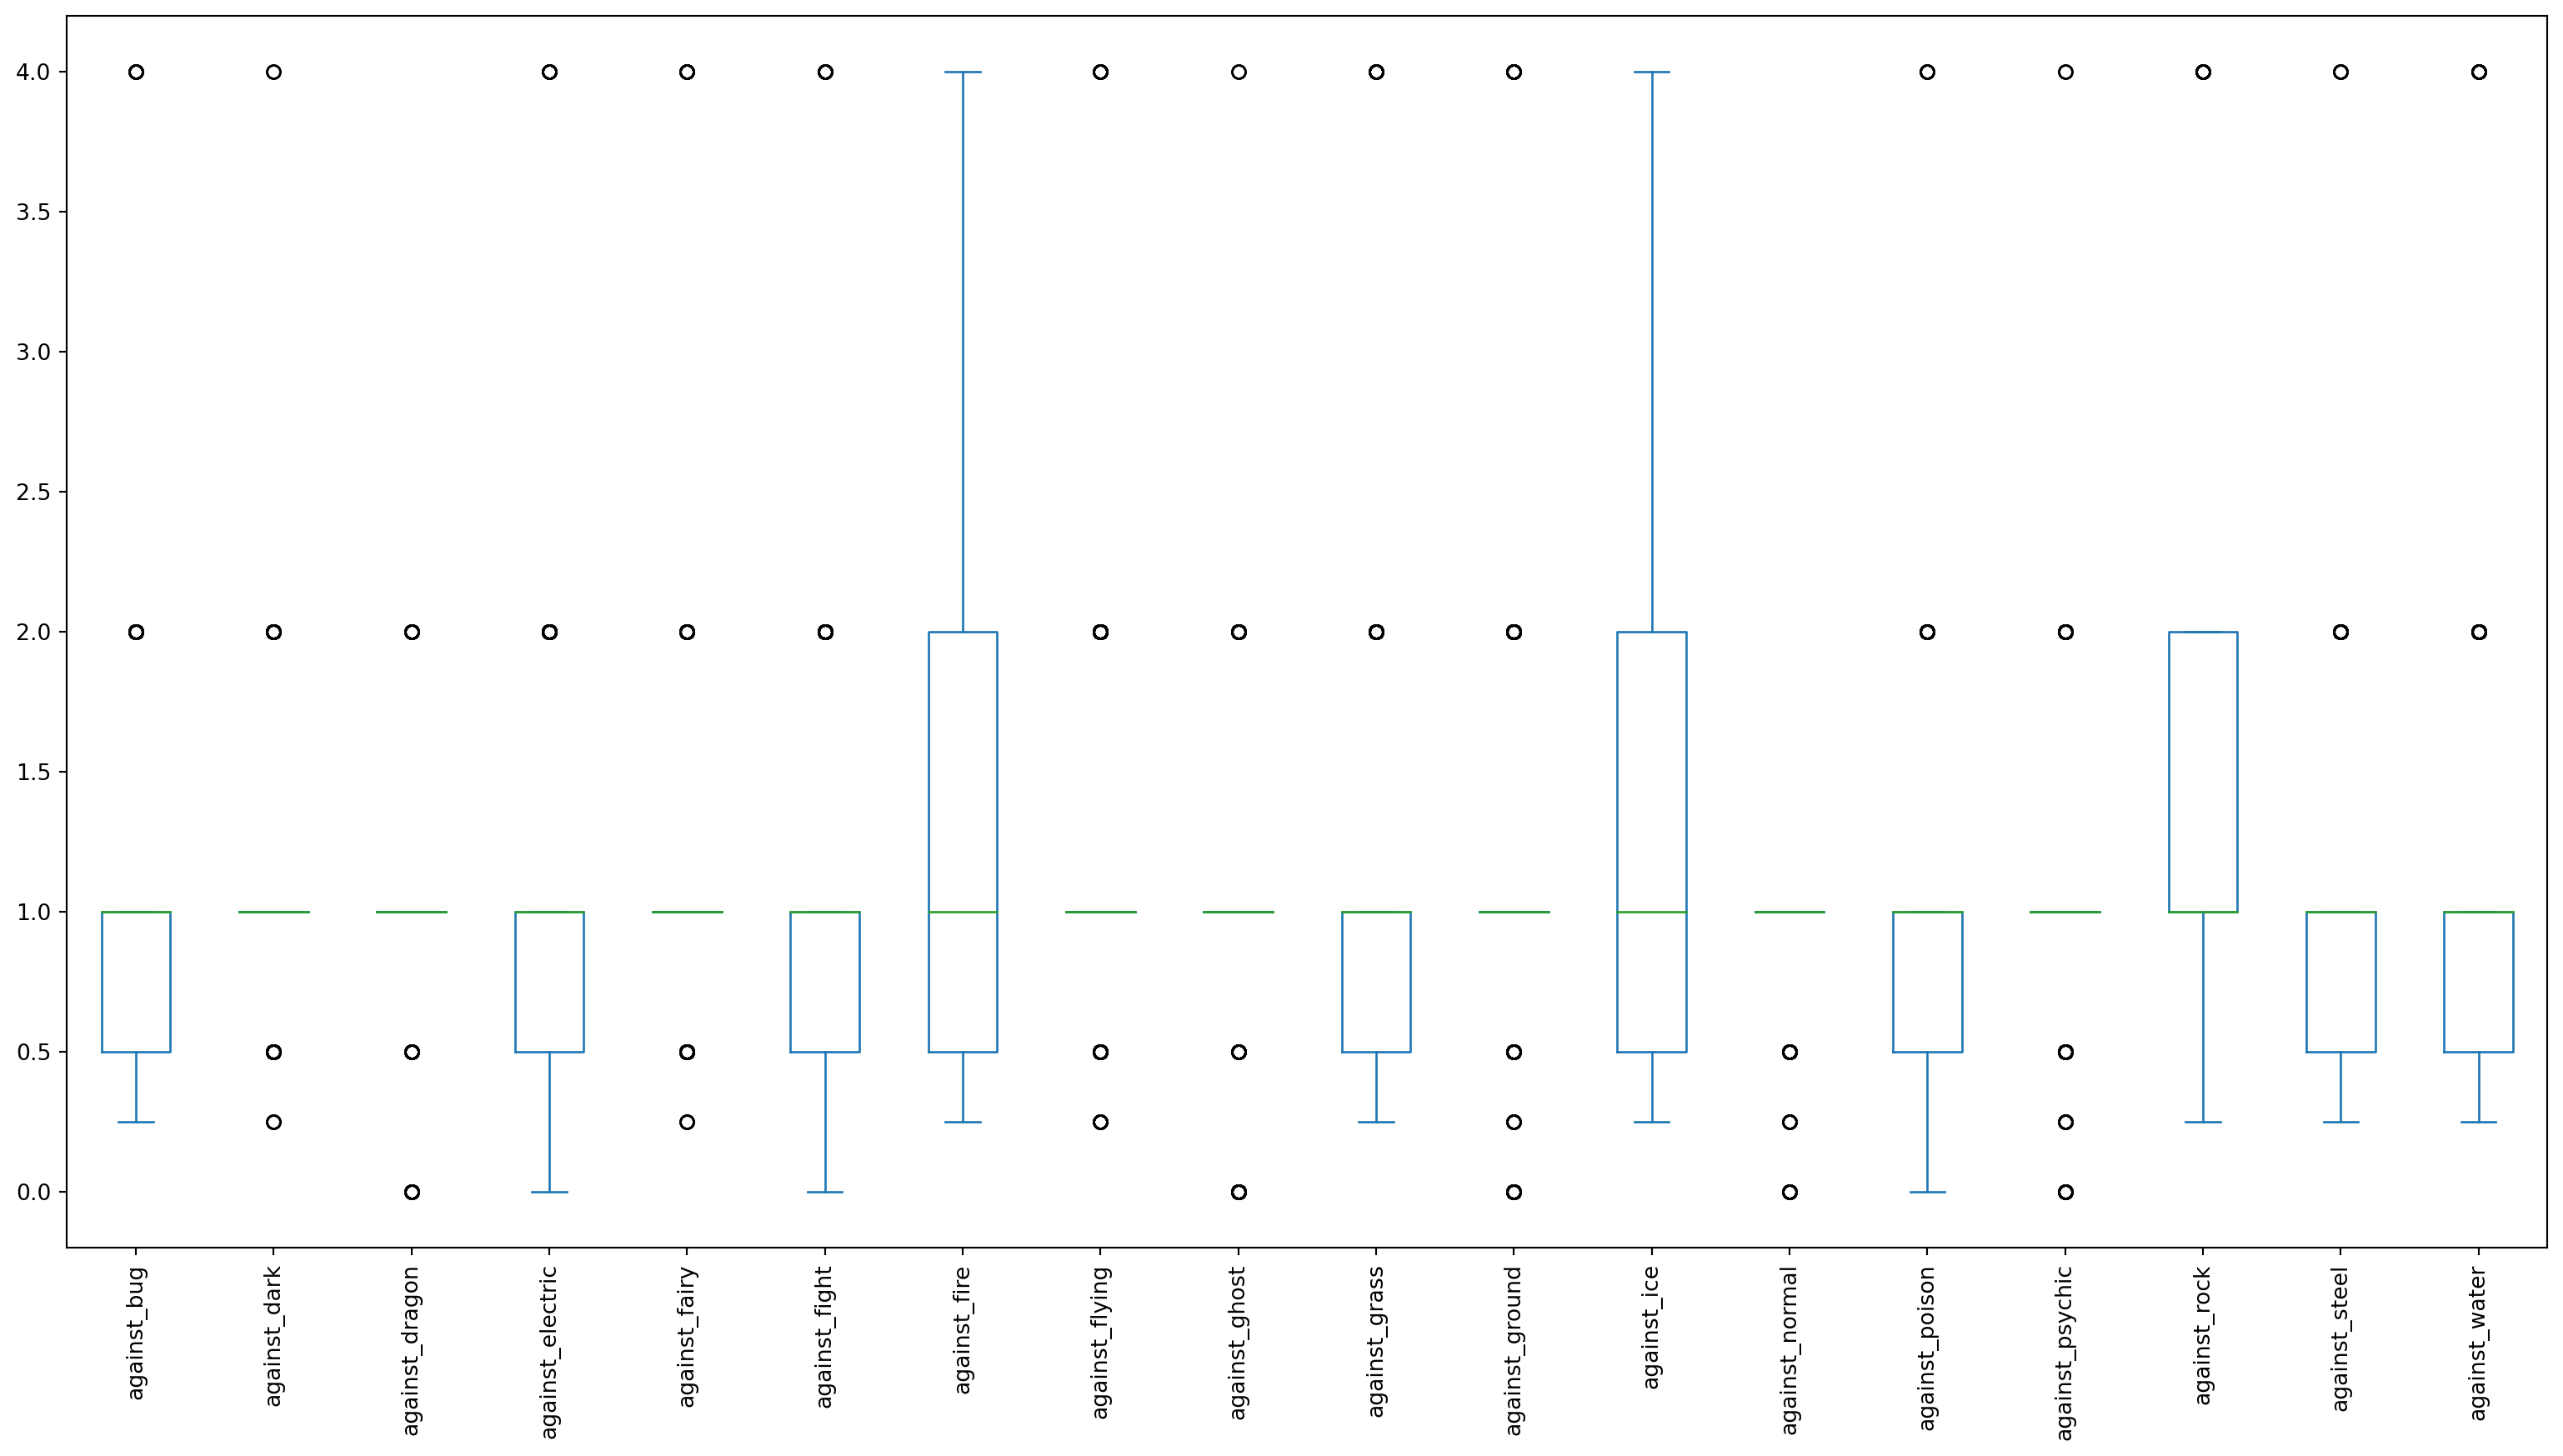 4.0
3.5
3.0
2.5
2.0
1.5
1.0
0.5
0.0
against_bug
against_dark
against_dragon
against_electric
against_fairy
against_fight
against_fire
against_flying
against_ghost
against_grass
against_ground
against_ice
against_normal
against_poison
against_psychic
against_rock
against_steel
against_water